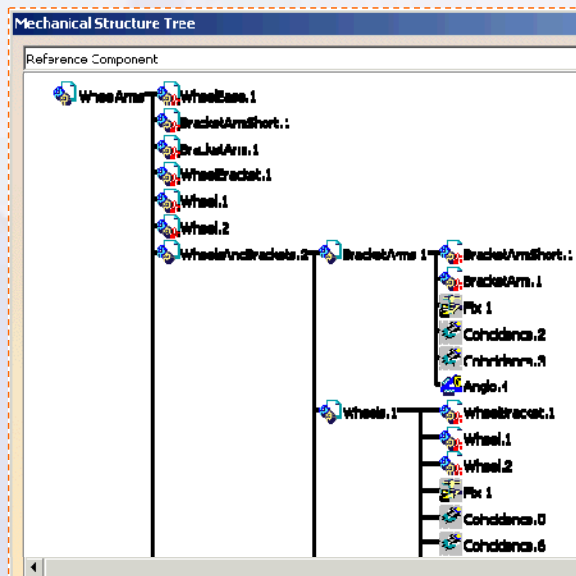 Mechanical Structure Tree
Reference Component
WheelArms
WheelBase.1
BracketArmShort.1
BracketArm.1
WheelBracket.1
Wheel.1
Wheel.2
WheelsAndBrackets.2
BracketArms.1
BracketArmShort.1
BracketArm.1
Fix.1
Coincidence.2
Coincidence.3
Angle.4
Wheels.1
WheelBracket.1
Wheel.1
Wheel.2
Fix.1
Coincidence.6